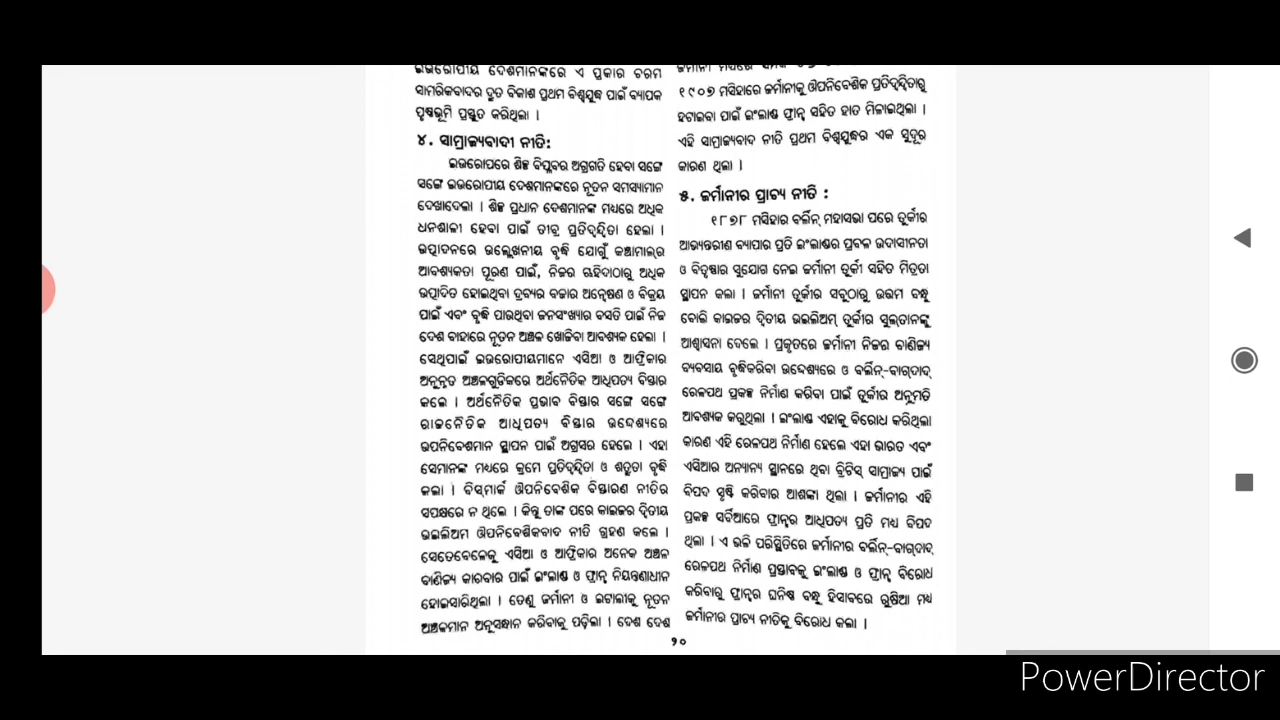 ଇଉରୋପୀୟ ଦେଶମାନଙ୍କରେ ଏ ପ୍ରକାର ଚରମ
ସାମରିକବାଦର ଦ୍ରୁତ ବିକାଶ ପ୍ରଥମ ବିଶ୍ୱଯୁଦ୍ଧ ପାଇଁ ବ୍ୟାପକ
ପୃଷ୍ଠଭୂମି ପ୍ରସ୍ତୁତ କରିଥିଲା ।
୪. ସାମ୍ରାଜ୍ୟବାଦୀ ନୀତି:
ଇଉରୋପରେ ଶିଳ୍ପ ବିପ୍ଳବର ଅଗ୍ରଗତି ହେବା ସଙ୍ଗେ
ସଙ୍ଗେ ଇଉରୋପୀୟ ଦେଶମାନଙ୍କରେ ନୂତନ ସମସ୍ୟାମାନ
ଦେଖାଦେଲା । ଶିଳ୍ପ ପ୍ରଧାନ ଦେଶମାନଙ୍କ ମଧ୍ୟରେ ଅଧିକ
ଧନଶାଳୀ ହେବା ପାଇଁ ତୀବ୍ର ପ୍ରତିଦ୍ୱନ୍ଦ୍ୱିତା ହେଲା ।
ଉତ୍ପାଦନରେ ଉଲ୍ଲେଖନୀୟ ବୃଦ୍ଧି ଯୋଗୁଁ କଞ୍ଚାମାଲ୍‌ର
ଆବଶ୍ୟକତା ପୂରଣ ପାଇଁ, ନିଜର ଚାହିଦାଠାରୁ ଅଧିକ
ଉତ୍ପାଦିତ ହୋଇଥିବା ଦ୍ରବ୍ୟର ବଜାର ଅନ୍ୱେଷଣ ଓ ବିକ୍ରୟ
ପାଇଁ ଏବଂ ବୃଦ୍ଧି ପାଉଥିବା ଜନସଂଖ୍ୟାର ବସତି ପାଇଁ ନିଜ
ଦେଶ ବାହାରେ ନୂତନ ଅଞ୍ଚଳ ଖୋଜିବା ଆବଶ୍ୟକ ହେଲା ।
ସେଥିପାଇଁ ଇଉରୋପୀୟମାନେ ଏସିଆ ଓ ଆଫ୍ରିକାର
ଅନୁନ୍ନତ ଅଞ୍ଚଳଗୁଡିକରେ ଅର୍ଥନୈତିକ ଆଧିପତ୍ୟ ବିସ୍ତାର
କଲେ । ଅର୍ଥନୈତିକ ପ୍ରଭାବ ବିସ୍ତାର ସଙ୍ଗେ ସଙ୍ଗେ
ରାଜନୈତିକ ଆଧିପତ୍ୟ ବିସ୍ତାର ଉଦ୍ଦେଶ୍ୟରେ
ଉପନିବେଶମାନ ସ୍ଥାପନ ପାଇଁ ଅଗ୍ରସର ହେଲେ । ଏହା
ସେମାନଙ୍କ ମଧ୍ୟରେ କ୍ରମେ ପ୍ରତିଦ୍ୱନ୍ଦ୍ୱିତା ଓ ଶତ୍ରୁତା ବୃଦ୍ଧି
କଲା । ବିସ୍ମାର୍କ ଔପନିବେଶିକ ବିସ୍ତାରଣ ନୀତିର
ସପକ୍ଷରେ ନ ଥିଲେ । କିନ୍ତୁ ତାଙ୍କ ପରେ କାଇଜର ଦ୍ୱିତୀୟ
ଉଇଲିଅମ ଔପନିବେଶିକବାଦ ନୀତି ଗ୍ରହଣ କଲେ ।
ସେତେବେଳେକୁ ଏସିଆ ଓ ଆଫ୍ରିକାର ଅନେକ ଅଞ୍ଚଳ
ବାଣିଜ୍ୟ କାରବାର ପାଇଁ ଇଂଲଣ୍ଡ ଓ ଫ୍ରାନ୍ସ ନିୟନ୍ତ୍ରଣାଧୀନ
ହୋଇସାରିଥିଲା । ତେଣୁ ଜର୍ମାନୀ ଓ ଇଟାଲୀକୁ ନୂତନ
ଅଞ୍ଚଳମାନ ଅନୁସନ୍ଧାନ କରିବାକୁ ପଡ଼ିଲା । ଦେଶ ଦେଶ
ଜର୍ମାନୀ ମଧ୍ୟରେ
୧୯୦୭ ମସିହାରେ ଜର୍ମାନୀକୁ ଔପନିବେଶିକ ପ୍ରତିଦ୍ୱନ୍ଦ୍ୱିତାରୁ
ହଟାଇବା ପାଇଁ ଇଂଲଣ୍ଡ ଫ୍ରାନ୍ସ ସହିତ ହାତ ମିଳାଇଥିଲା ।
ଏହି ସାମ୍ରାଜ୍ୟବାଦ ନୀତି ପ୍ରଥମ ବିଶ୍ୱଯୁଦ୍ଧର ଏକ ସୁଦୂର
କାରଣ ଥିଲା ।
୫. ଜର୍ମାନୀର ପ୍ରାଚ୍ୟ ନୀତି :
୧୮୭୮ ମସିହାର ବର୍ଲିନ୍ ମହାସଭା ପରେ ତୁର୍କୀର
ଆଭ୍ୟନ୍ତରୀଣ ବ୍ୟାପାର ପ୍ରତି ଇଂଲଣ୍ଡର ପ୍ରବଳ ଉଦାସୀନତା
ଓ ବିତୃଷ୍ଣାର ସୁଯୋଗ ନେଇ ଜର୍ମାନୀ ତୁର୍କୀ ସହିତ ମିତ୍ରତା
ସ୍ଥାପନ କଲା । ଜର୍ମାନୀ ତୁର୍କୀର ସବୁଠାରୁ ଉତ୍ତମ ବନ୍ଧୁ
ବୋଲି କାଇଜର ଦ୍ୱିତୀୟ ଉଇଲିଅମ୍ ତୁର୍କୀର ସୁଲ୍‌ତାନଙ୍କୁ
ଆଶ୍ୱାସନା ଦେଲେ । ପ୍ରକୃତରେ ଜର୍ମାନୀ ନିଜର ବାଣିଜ୍ୟ
ବ୍ୟବସାୟ ବୃଦ୍ଧିକରିବା ଉଦ୍ଦେଶ୍ୟରେ ଓ ବର୍ଲିନ୍-ବାଗ୍‌ଦାଦ୍
ରେଳପଥ ପ୍ରକଳ୍ପ ନିର୍ମାଣ କରିବା ପାଇଁ ତୁର୍କୀର ଅନୁମତି
ଆବଶ୍ୟକ କରୁଥିଲା । ଇଂଲଣ୍ଡ ଏହାକୁ ବିରୋଧ କରିଥିଲା
କାରଣ ଏହି ରେଳପଥ ନିର୍ମାଣ ହେଲେ ଏହା ଭାରତ ଏବଂ
ଏସିଆର ଅନ୍ୟାନ୍ୟ ସ୍ଥାନରେ ଥିବା ବ୍ରିଟିସ୍ ସାମ୍ରାଜ୍ୟ ପାଇଁ
ବିପଦ ସୃଷ୍ଟି କରିବାର ଆଶଙ୍କା ଥିଲା । ଜର୍ମାନୀର ଏହି
ପ୍ରକଳ୍ପ ସର୍ବିଆରେ ଫ୍ରାନ୍ସର ଆଧିପତ୍ୟ ପ୍ରତି ମଧ୍ୟ ବିପଦ
ଥିଲା । ଏ ଭଳି ପରିସ୍ଥିତିରେ ଜର୍ମାନୀର ବର୍ଲିନ୍-ବାଗ୍‌ଦାଦ୍
ରେଳପଥ ନିର୍ମାଣ ପ୍ରସ୍ତାବକୁ ଇଂଲଣ୍ଡ ଓ ଫ୍ରାନ୍ସ ବିରୋଧ
କରିବାରୁ ଫ୍ରାନ୍ସର ଘନିଷ୍ଠ ବନ୍ଧୁ ହିସାବରେ ରୁଷିଆ ମଧ୍ୟ
ଜର୍ମାନୀର ପ୍ରାଚ୍ୟ ନୀତିକୁ ବିରୋଧ କଲା ।
୨୦
PowerDirector